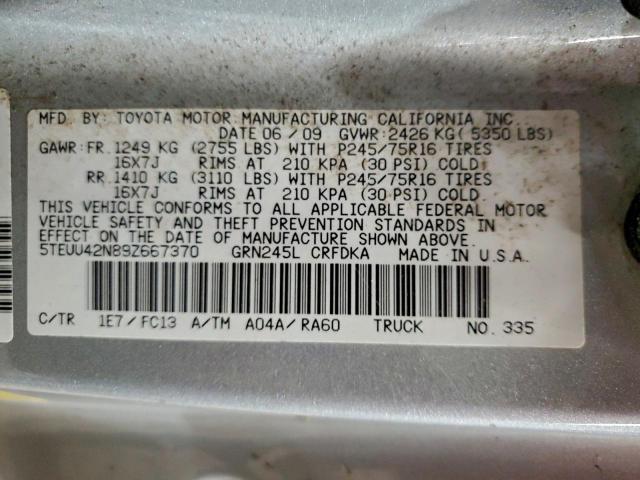 MFD. BY: TOYOTA MOTOR MANUFACTURING CALIFORNIA INC.
DATE 06 / 09 GVWR: 2426 KG ( 5350 LBS)
GAWR: FR. 1249 KG (2755 LBS) WITH P245/75R16 TIRES
16X7J RIMS AT 210 KPA (30 PSI) COLD
RR. 1410 KG (3110 LBS) WITH P245/75R16 TIRES
16X7J RIMS AT 210 KPA (30 PSI) COLD
THIS VEHICLE CONFORMS TO ALL APPLICABLE FEDERAL MOTOR
VEHICLE SAFETY AND THEFT PREVENTION STANDARDS IN
EFFECT ON THE DATE OF MANUFACTURE SHOWN ABOVE.
5TEUU42N89Z667370 GRN245L CRFDKA MADE IN U.S.A.
C/TR 1E7 / FC13 A/TM A04A / RA60 TRUCK NO. 335